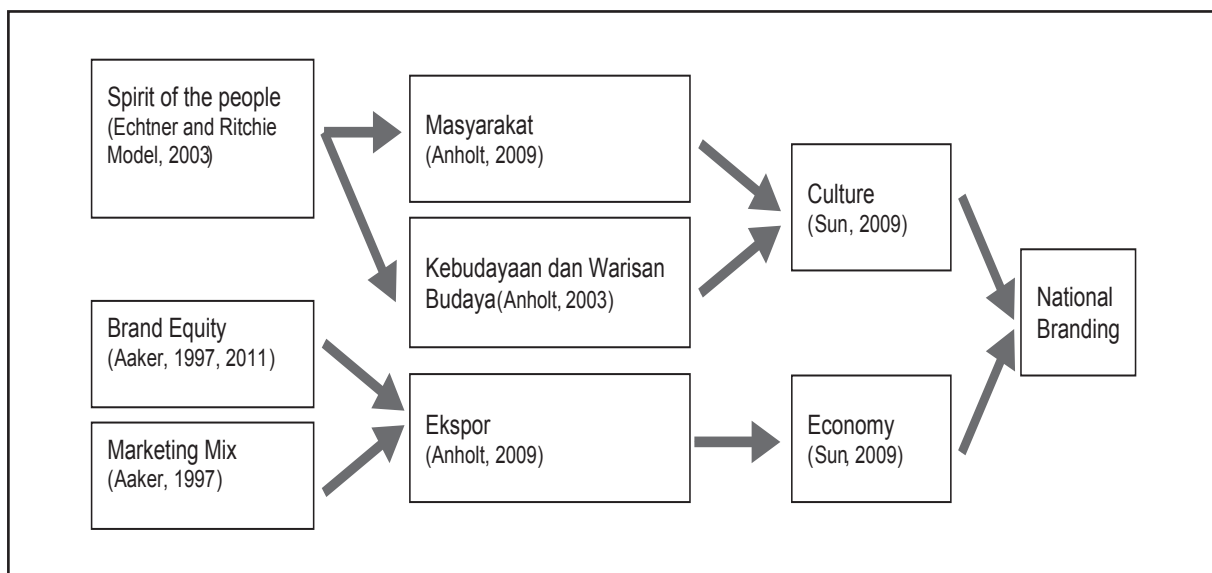 Spirit of the people
(Echtner and Ritchie
Model, 2003)
Brand Equity
(Aaker, 1997, 2011)
Marketing Mix
(Aaker, 1997)
Masyarakat
(Anholt, 2009)
Kebudayaan dan Warisan
Budaya(Anholt, 2003)
Ekspor
(Anholt, 2009)
Culture
(Sun, 2009)
Economy
(Sun, 2009)
National
Branding